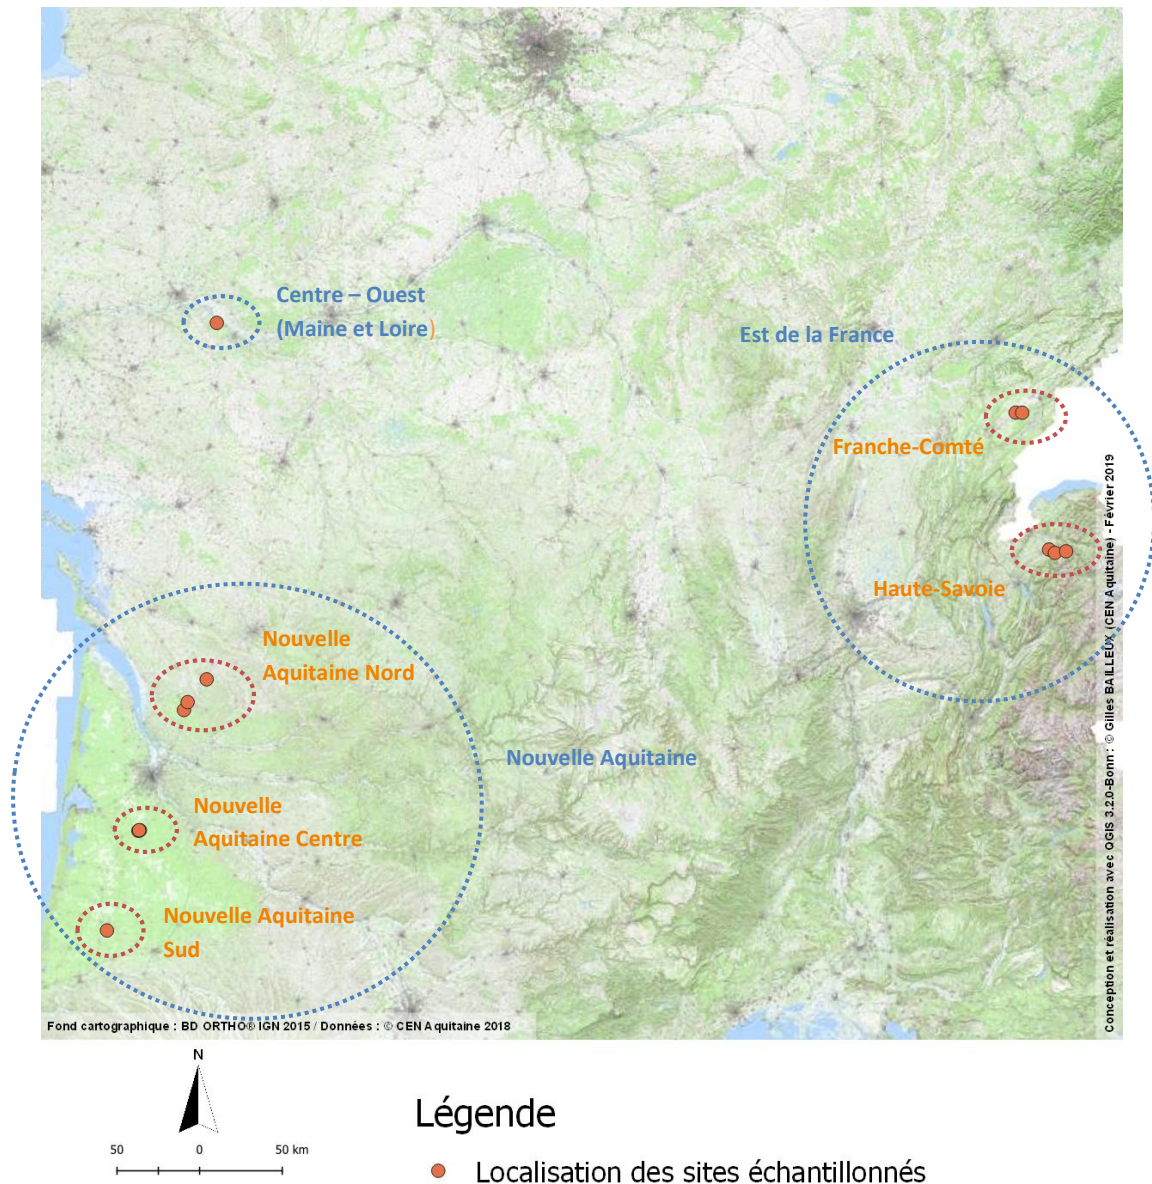 Centre – Ouest
(Maine et Loire)
Est de la France
Franche-Comté
Haute-Savoie
Nouvelle
Aquitaine Nord
Nouvelle Aquitaine
Nouvelle
Aquitaine Centre
Nouvelle Aquitaine
Sud
Conception et réalisation avec QGIS 3.2.0-Bonn : © Gilles BAILLEUX (CEN Aquitaine) - Février 2019
Fond cartographique : BD ORTHO® IGN 2015 / Données : © CEN Aquitaine 2018
N
50 0 50 km
Légende
Localisation des sites échantillonnés